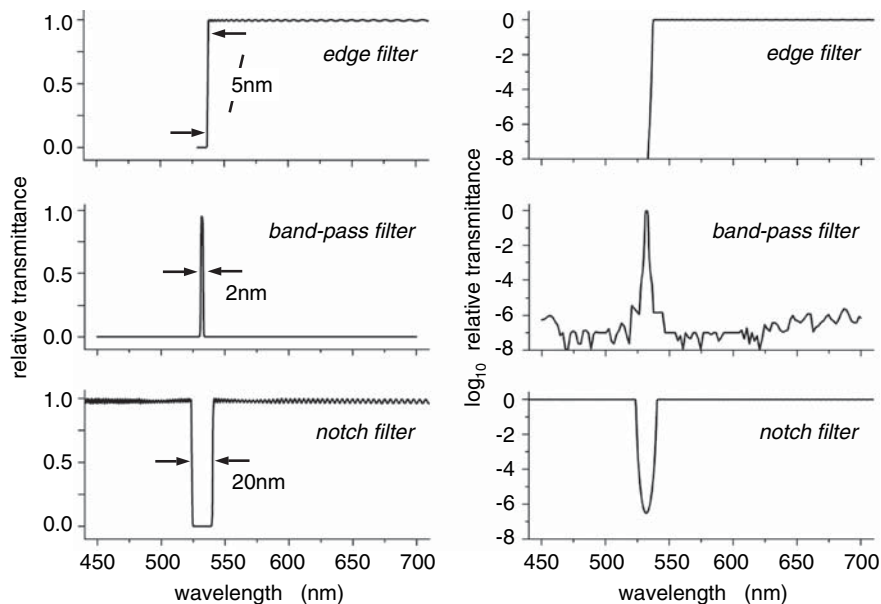 1.0
0.5
0.0
edge filter
5nm
0
-2
-4
-6
-8
edge filter
relative transmittance
1.0
0.5
0.0
band-pass filter
2nm
log10 relative transmittance
0
-2
-4
-6
-8
band-pass filter
1.0
0.5
0.0
notch filter
20nm
450 500 550 600 650 700
wavelength (nm)
0
-2
-4
-6
-8
notch filter
450 500 550 600 650 700
wavelength (nm)